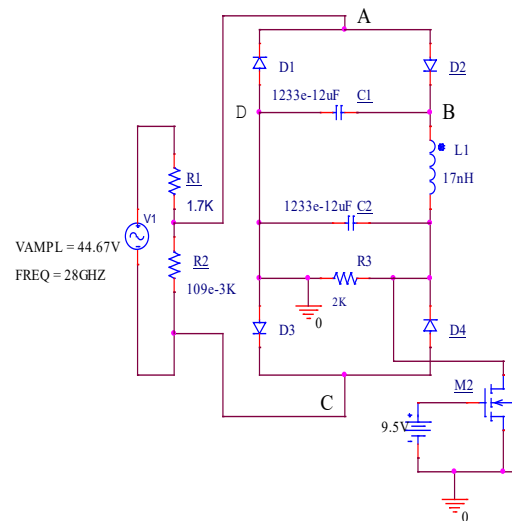 A
D1
D2
1233e-12uF C1
D
B
L1
17nH
R1
1.7K
V1
1233e-12uF C2
VAMPL = 44.67V
FREQ = 28GHZ
R2
109e-3K
R3
2K
0
D3
D4
C
M2
9.5V
0